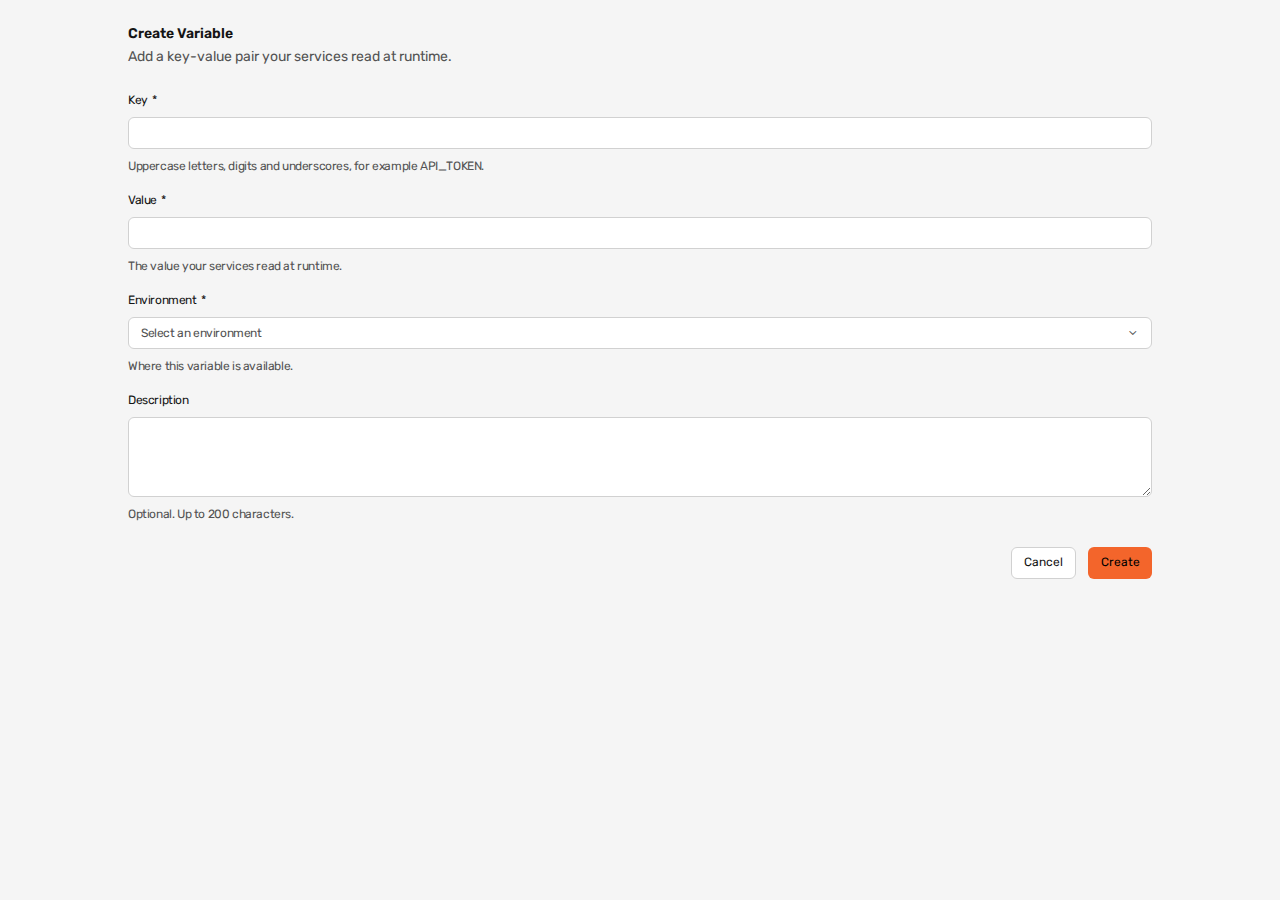 Create Variable
Add a key-value pair your services read at runtime.
Key *
Uppercase letters, digits and underscores, for example API_TOKEN.
Value *
The value your services read at runtime.
Environment *
Select an environment
Where this variable is available.
Description
Optional. Up to 200 characters.
Cancel Create